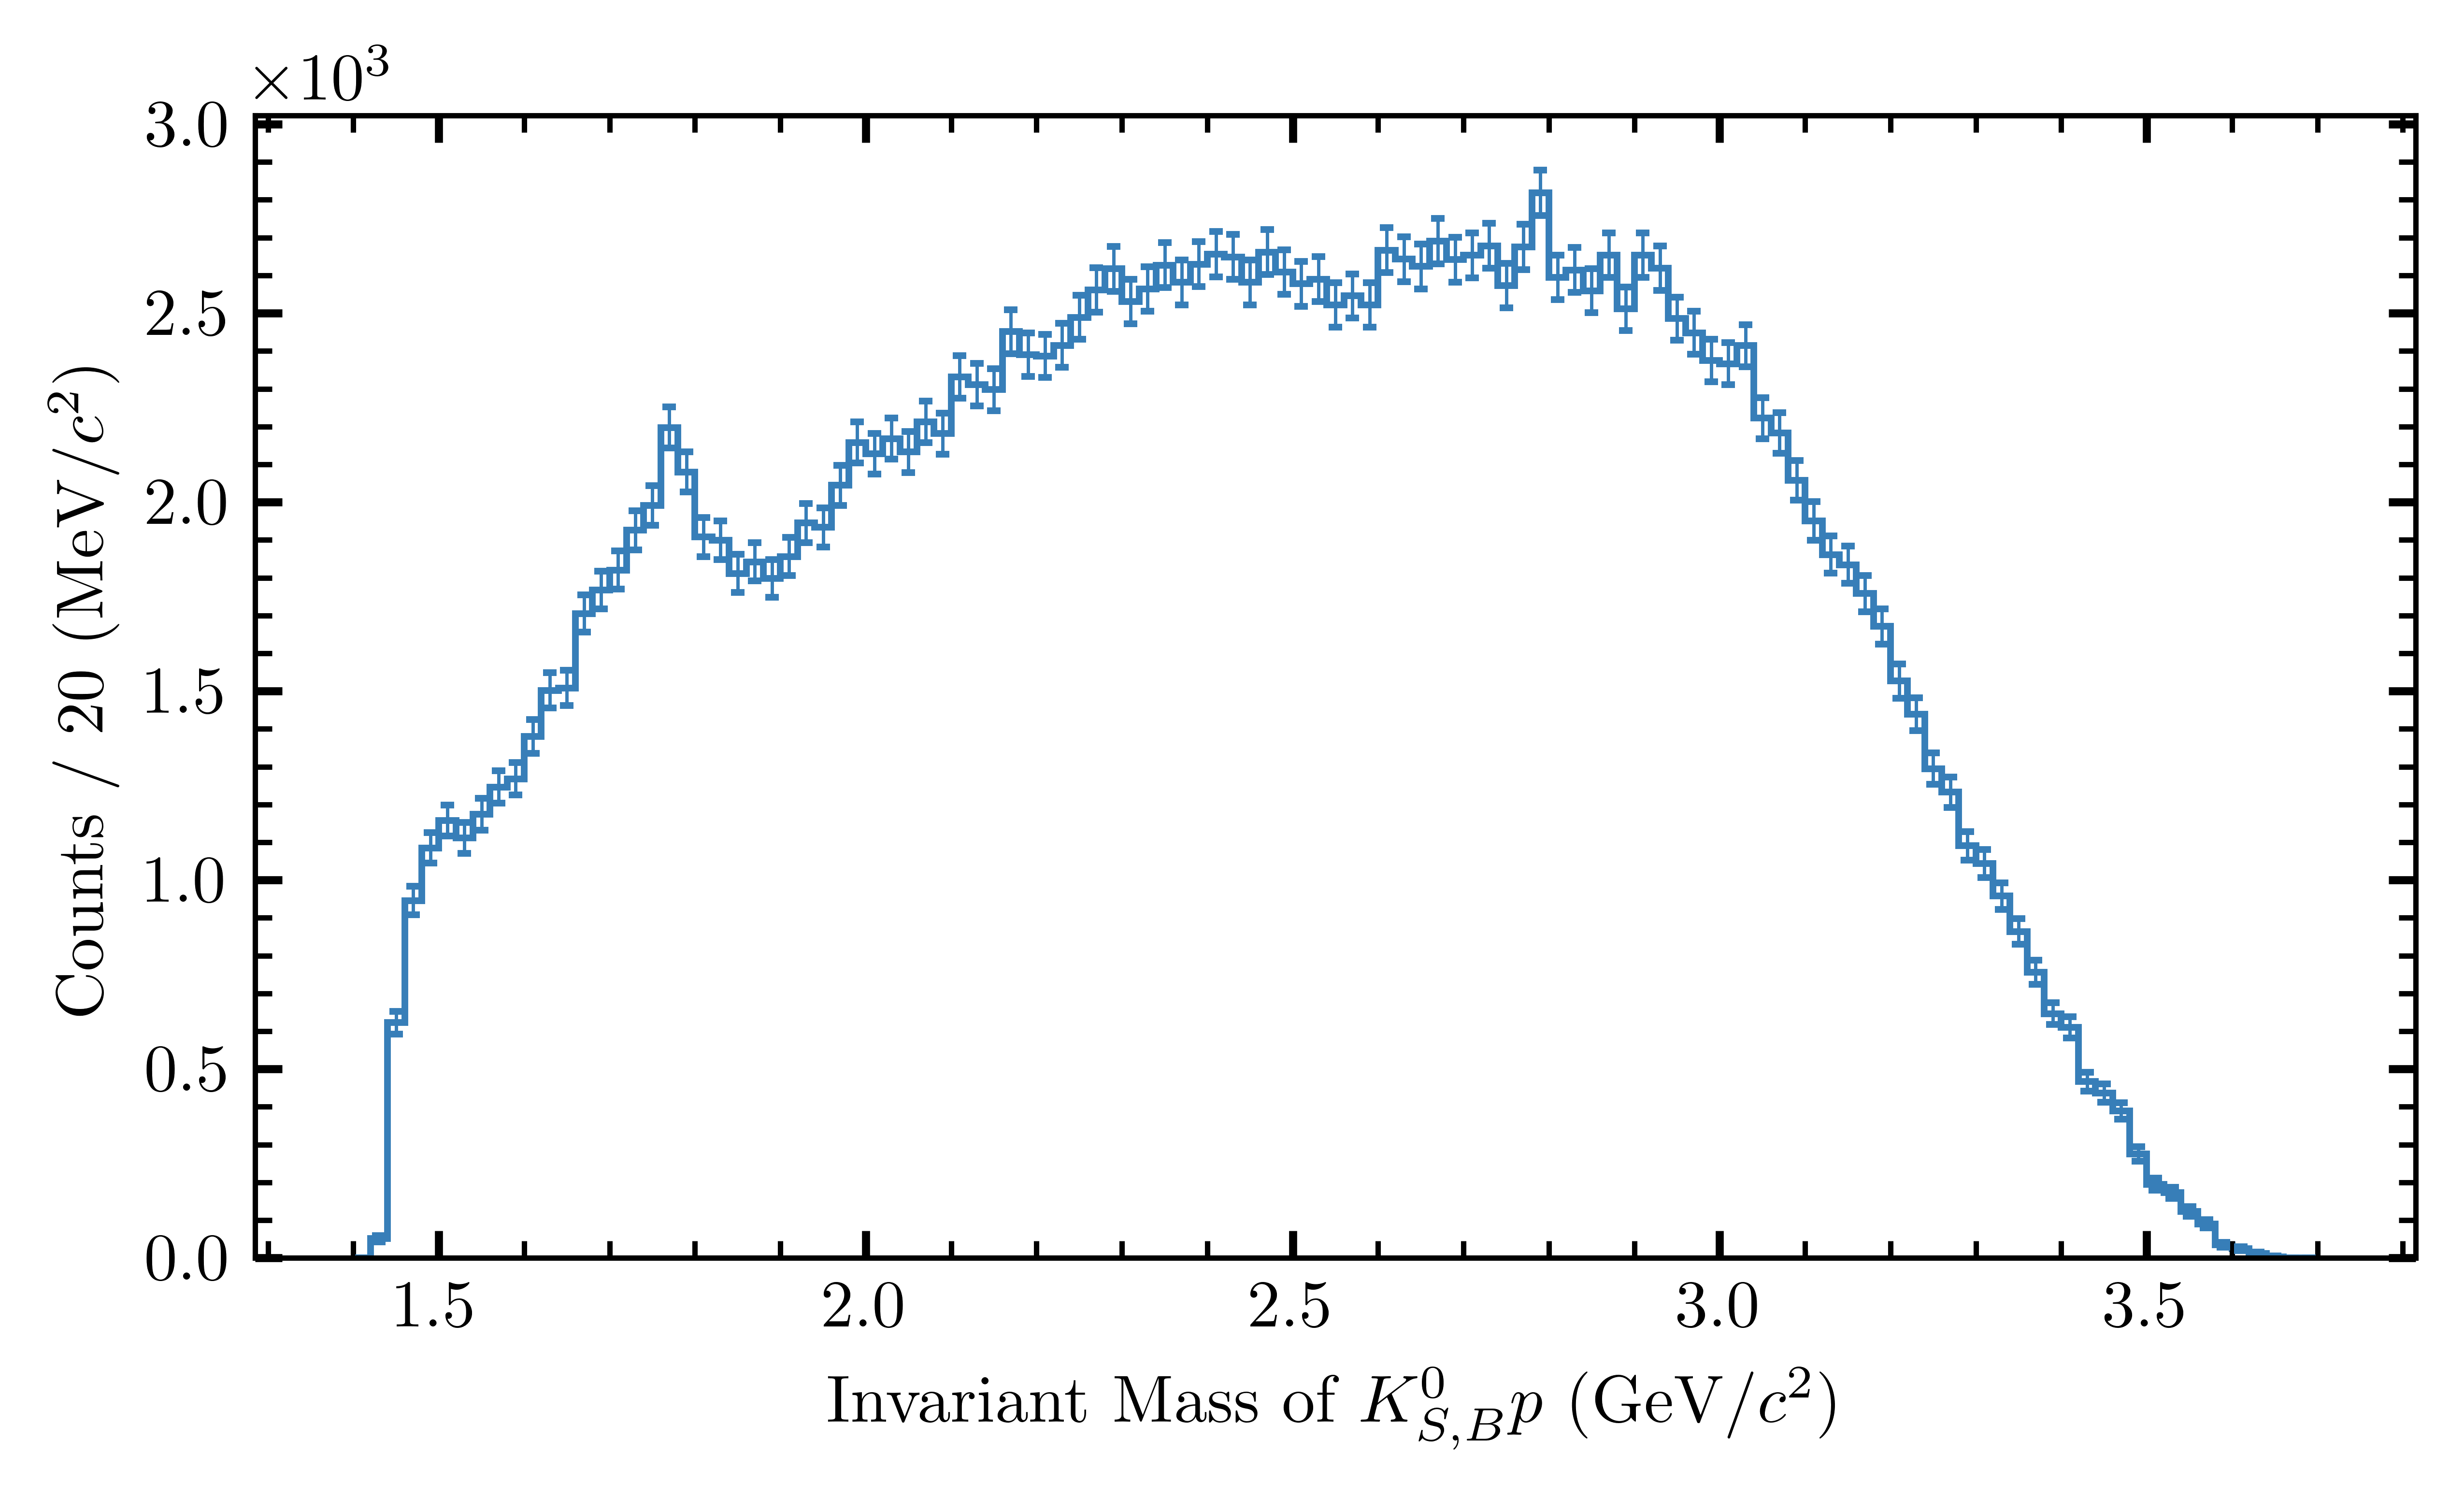 ×10³
3.0
2.5
2.0
1.5
1.0
0.5
0.0
Counts / 20 (MeV/c²)
1.5 2.0 2.5 3.0 3.5
Invariant Mass of K⁰_{S,B}p (GeV/c²)